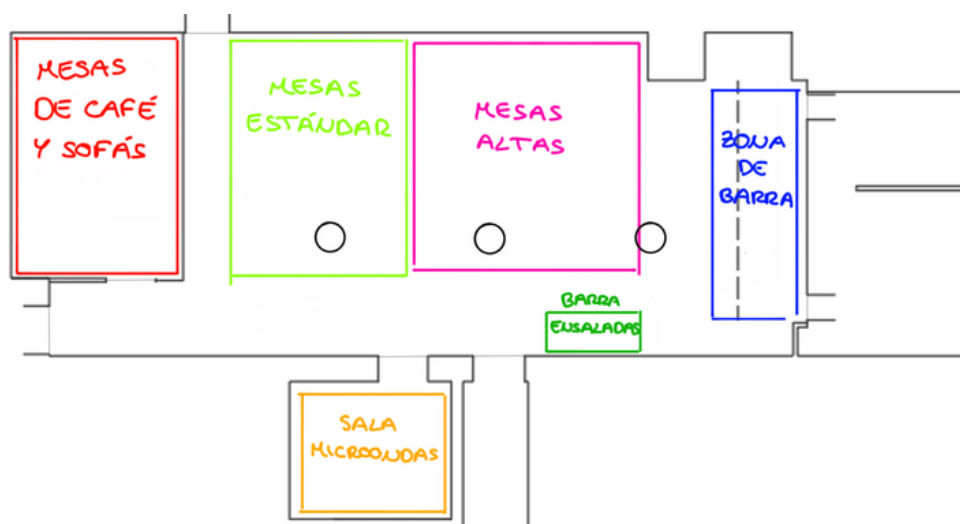 MESAS
DE CAFÉ
Y SOFÁS
MESAS
ESTÁNDAR
MESAS
ALTAS
ZONA
DE
BARRA
BARRA
ENSALADAS
SALA
MICROONDAS